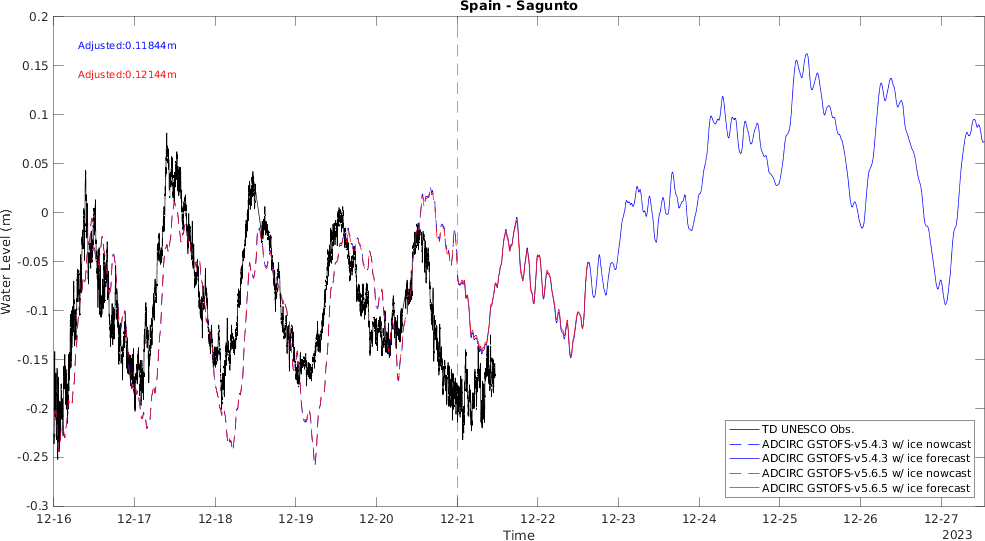 Spain - Sagunto
Adjusted:0.11844m
Adjusted:0.12144m
Water Level (m)
0.2
0.15
0.1
0.05
0
-0.05
-0.1
-0.15
-0.2
-0.25
-0.3
TD UNESCO Obs.
ADCIRC GSTOFS-v5.4.3 w/ ice nowcast
ADCIRC GSTOFS-v5.4.3 w/ ice forecast
ADCIRC GSTOFS-v5.6.5 w/ ice nowcast
ADCIRC GSTOFS-v5.6.5 w/ ice forecast
12-16 12-17 12-18 12-19 12-20 12-21 12-22 12-23 12-24 12-25 12-26 12-27
Time
2023